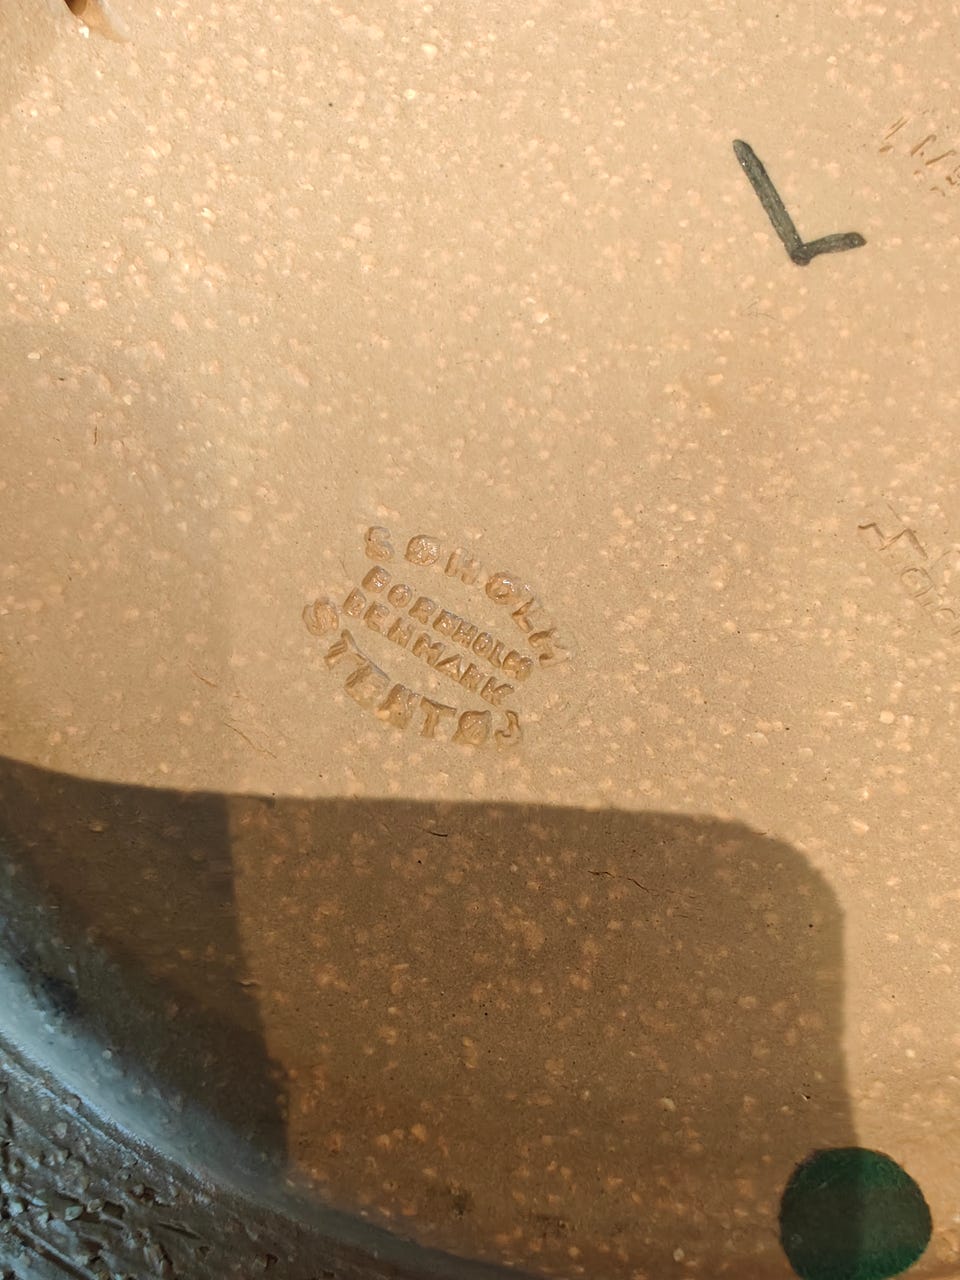 L
SØHOLM
BORNHOLM
DENMARK
STENTØJ